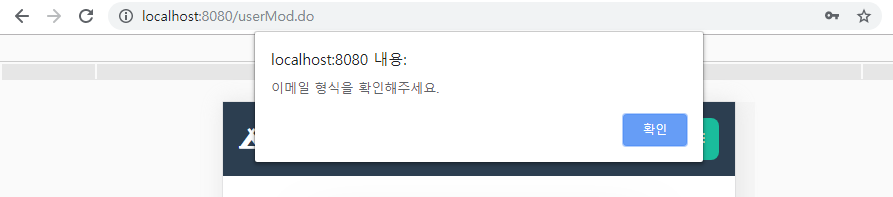 localhost:8080/userMod.do
localhost:8080 내용:
이메일 형식을 확인해주세요.
확인